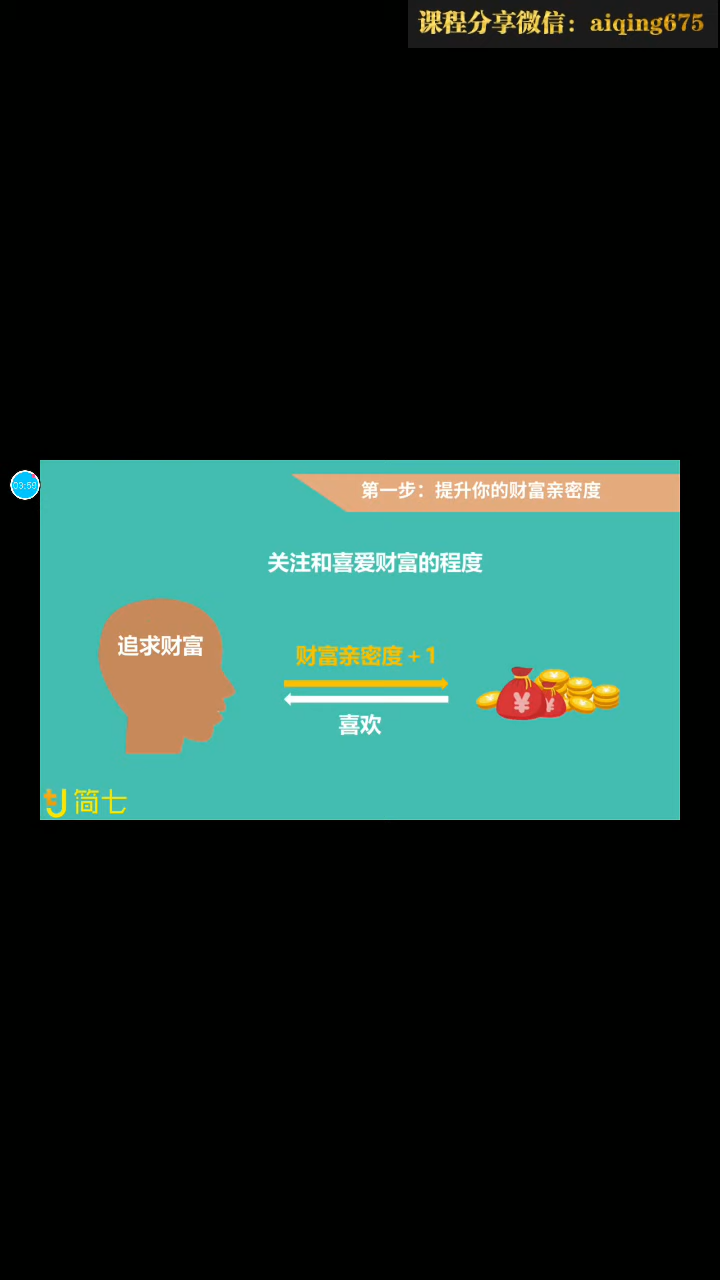 课程分享微信：aiqing675
03:59
第一步：提升你的财富亲密度
关注和喜爱财富的程度
追求财富
财富亲密度+1
喜欢
¥
¥
简七